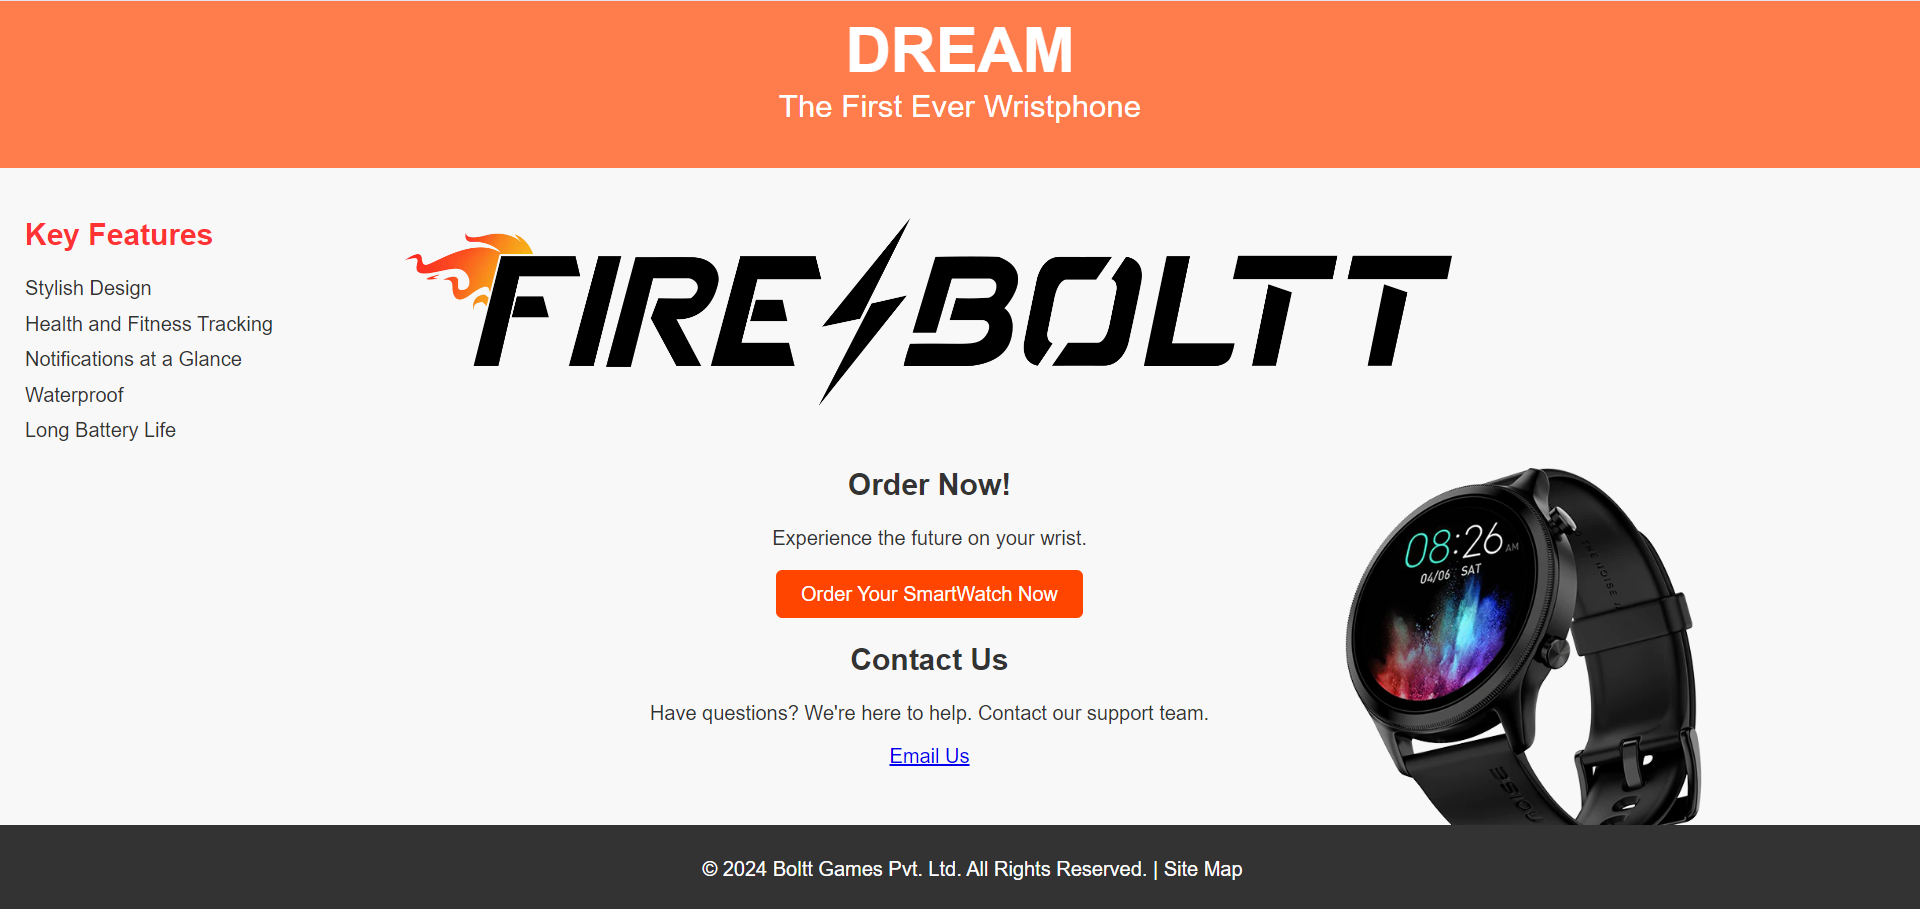 DREAM
The First Ever Wristphone
Key Features
Stylish Design
Health and Fitness Tracking
Notifications at a Glance
Waterproof
Long Battery Life
FIRE BOLTT
Order Now!
Experience the future on your wrist.
Order Your SmartWatch Now
Contact Us
Have questions? We're here to help. Contact our support team.
Email Us
08:26 AM
04/06 SAT
THE NOISE
NOISE
© 2024 Boltt Games Pvt. Ltd. All Rights Reserved. | Site Map